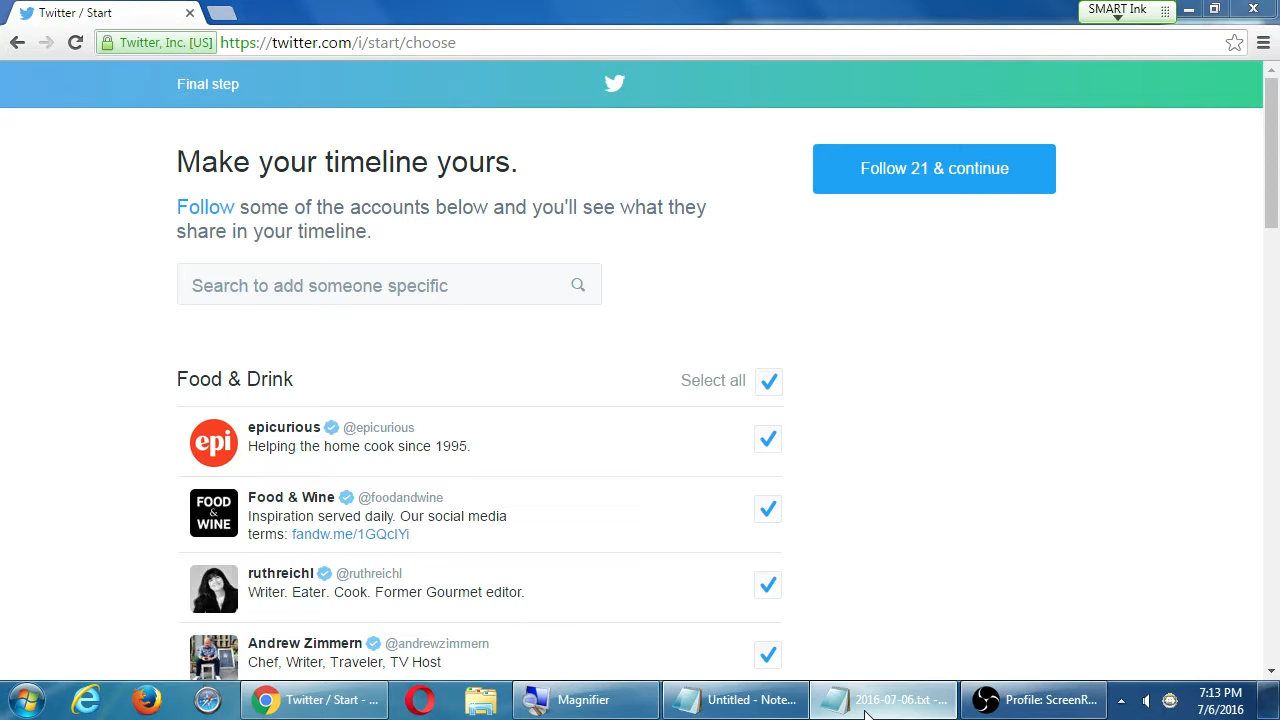 Twitter / Start
SMART Ink
Twitter, Inc. [US] https://twitter.com/i/start/choose
Final step
Make your timeline yours.
Follow 21 & continue
Follow some of the accounts below and you'll see what they
share in your timeline.
Search to add someone specific
Food & Drink
Select all
epi
epicurious @epicurious
Helping the home cook since 1995.
FOOD
&
WINE
Food & Wine @foodandwine
Inspiration served daily. Our social media
terms: fandw.me/1GQcIYi
ruthreichl @ruthreichl
Writer. Eater. Cook. Former Gourmet editor.
Andrew Zimmern @andrewzimmern
Chef, Writer, Traveler, TV Host
Twitter / Start - ...
Magnifier
Untitled - Note...
2016-07-06.txt -...
Profile: ScreenR...
7:13 PM
7/6/2016